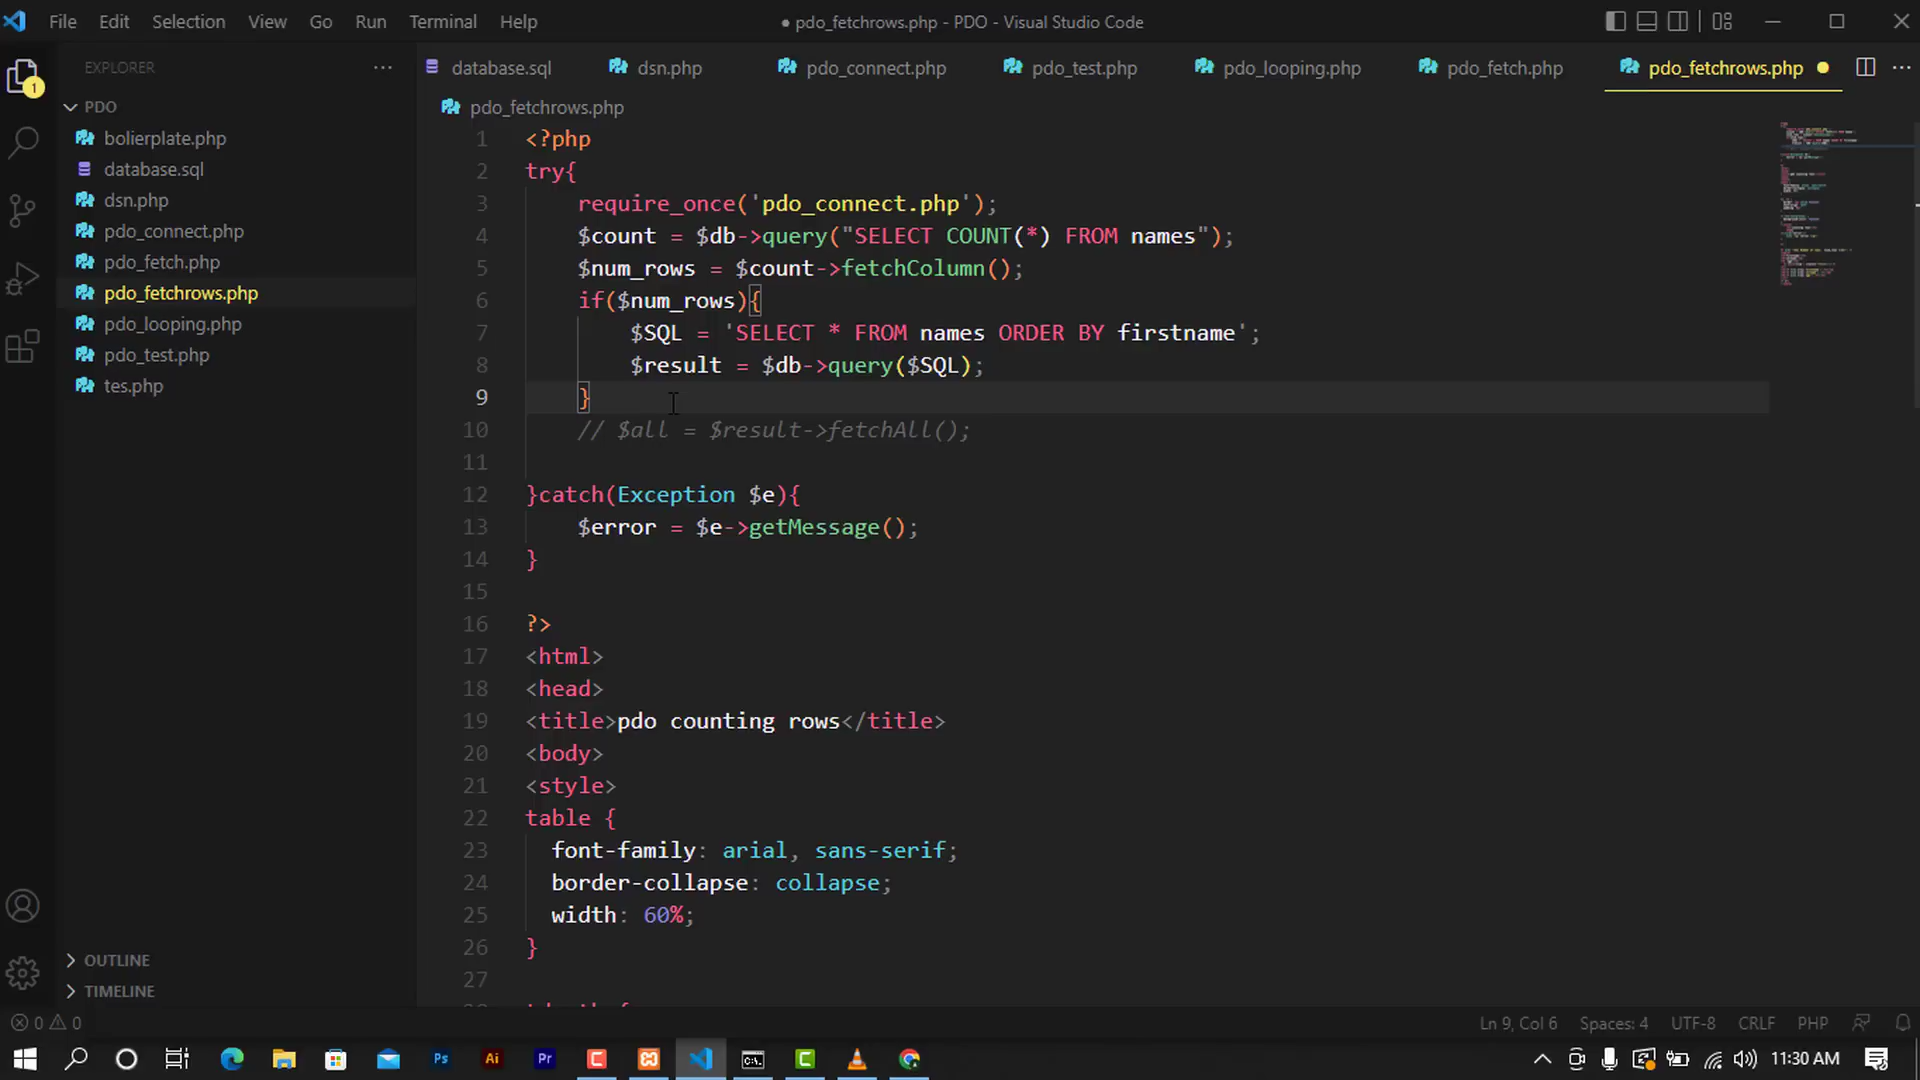 File Edit Selection View Go Run Terminal Help
● pdo_fetchrows.php - PDO - Visual Studio Code
EXPLORER
database.sql dsn.php pdo_connect.php pdo_test.php pdo_looping.php pdo_fetch.php pdo_fetchrows.php
1
PDO
bolierplate.php
database.sql
dsn.php
pdo_connect.php
pdo_fetch.php
pdo_fetchrows.php
pdo_looping.php
pdo_test.php
tes.php
OUTLINE
TIMELINE
pdo_fetchrows.php
1 <?php
2 try{
3 require_once('pdo_connect.php');
4 $count = $db->query("SELECT COUNT(*) FROM names");
5 $num_rows = $count->fetchColumn();
6 if($num_rows){
7 $SQL = 'SELECT * FROM names ORDER BY firstname';
8 $result = $db->query($SQL);
9 }
10 // $all = $result->fetchAll();
11
12 }catch(Exception $e){
13 $error = $e->getMessage();
14 }
15
16 ?>
17 <html>
18 <head>
19 <title>pdo counting rows</title>
20 <body>
21 <style>
22 table {
23 font-family: arial, sans-serif;
24 border-collapse: collapse;
25 width: 60%;
26 }
27
0 0
Ln 9, Col 6 Spaces: 4 UTF-8 CRLF PHP
Ps Ai Pr
11:30 AM